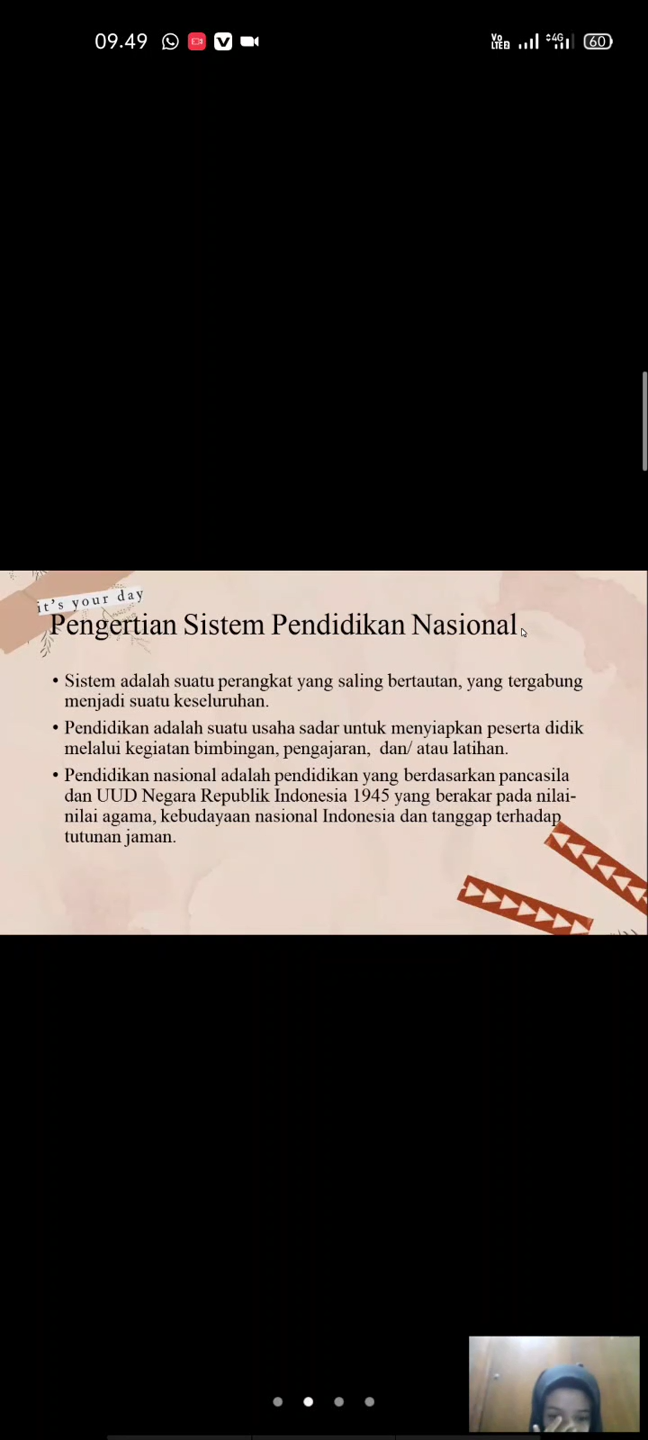 09.49
Vo LTE2 4G 60
it's your day
Pengertian Sistem Pendidikan Nasional
• Sistem adalah suatu perangkat yang saling bertautan, yang tergabung
menjadi suatu keseluruhan.
• Pendidikan adalah suatu usaha sadar untuk menyiapkan peserta didik
melalui kegiatan bimbingan, pengajaran, dan/ atau latihan.
• Pendidikan nasional adalah pendidikan yang berdasarkan pancasila
dan UUD Negara Republik Indonesia 1945 yang berakar pada nilai-
nilai agama, kebudayaan nasional Indonesia dan tanggap terhadap
tutunan jaman.